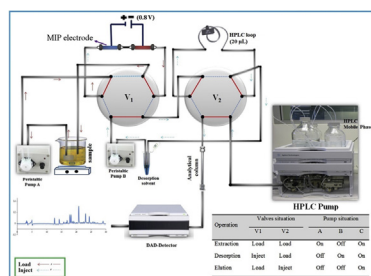 (0.8 V)
MIP electrode
HPLC loop
(20 µL)
V1
V2
HPLC
Mobile Phase
sample
Peristaltic
Pump A
Peristaltic
Pump B
Desorption
solvent
Analytical
column
HPLC Pump
DAD-Detector
Load
Inject
Operation Valves situation Pump situation
V1 V2 A B C
Extraction Load Load On Off On
Desorption Inject Load Off On On
Elution Load Inject Off Off On